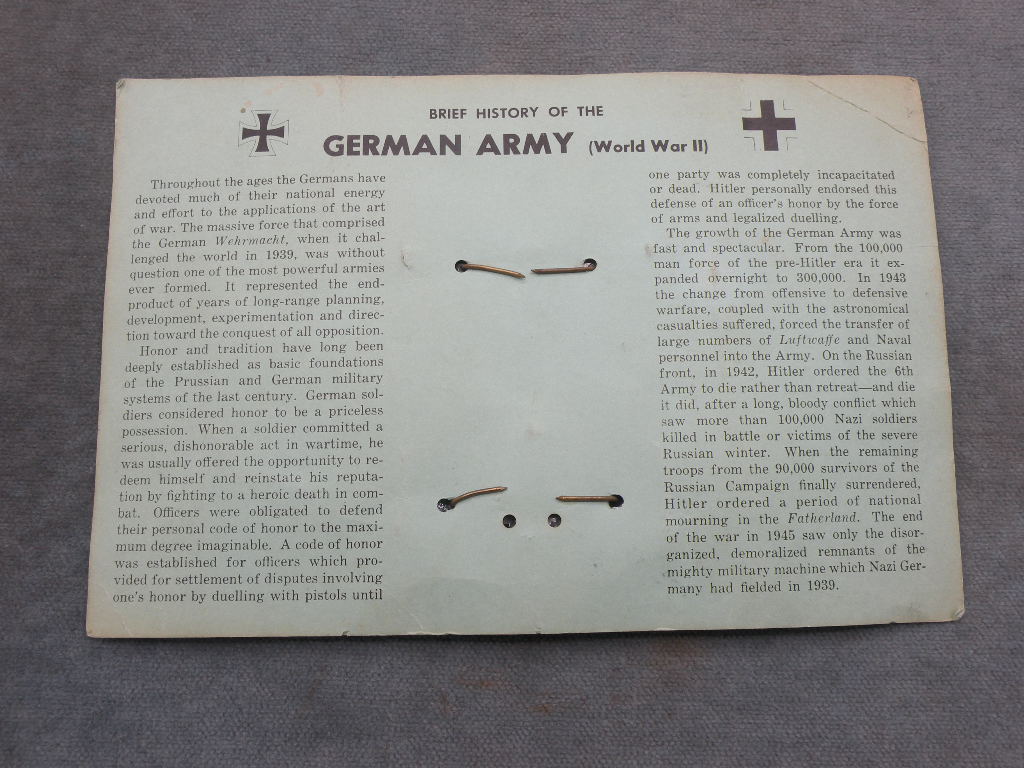 BRIEF HISTORY OF THE
GERMAN ARMY (World War II)
Throughout the ages the Germans have
devoted much of their national energy
and effort to the applications of the art
of war. The massive force that comprised
the German Wehrmacht, when it chal-
lenged the world in 1939, was without
question one of the most powerful armies
ever formed. It represented the end-
product of years of long-range planning,
development, experimentation and direc-
tion toward the conquest of all opposition.
Honor and tradition have long been
deeply established as basic foundations
of the Prussian and German military
systems of the last century. German sol-
diers considered honor to be a priceless
possession. When a soldier committed a
serious, dishonorable act in wartime, he
was usually offered the opportunity to re-
deem himself and reinstate his reputa-
tion by fighting to a heroic death in com-
bat. Officers were obligated to defend
their personal code of honor to the maxi-
mum degree imaginable. A code of honor
was established for officers which pro-
vided for settlement of disputes involving
one's honor by duelling with pistols until
one party was completely incapacitated
or dead. Hitler personally endorsed this
defense of an officer's honor by the force
of arms and legalized duelling.
The growth of the German Army was
fast and spectacular. From the 100,000
man force of the pre-Hitler era it ex-
panded overnight to 300,000. In 1943
the change from offensive to defensive
warfare, coupled with the astronomical
casualties suffered, forced the transfer of
large numbers of Luftwaffe and Naval
personnel into the Army. On the Russian
front, in 1942, Hitler ordered the 6th
Army to die rather than retreat—and die
it did, after a long, bloody conflict which
saw more than 100,000 Nazi soldiers
killed in battle or victims of the severe
Russian winter. When the remaining
troops from the 90,000 survivors of the
Russian Campaign finally surrendered,
Hitler ordered a period of national
mourning in the Fatherland. The end
of the war in 1945 saw only the disor-
ganized, demoralized remnants of the
mighty military machine which Nazi Ger-
many had fielded in 1939.